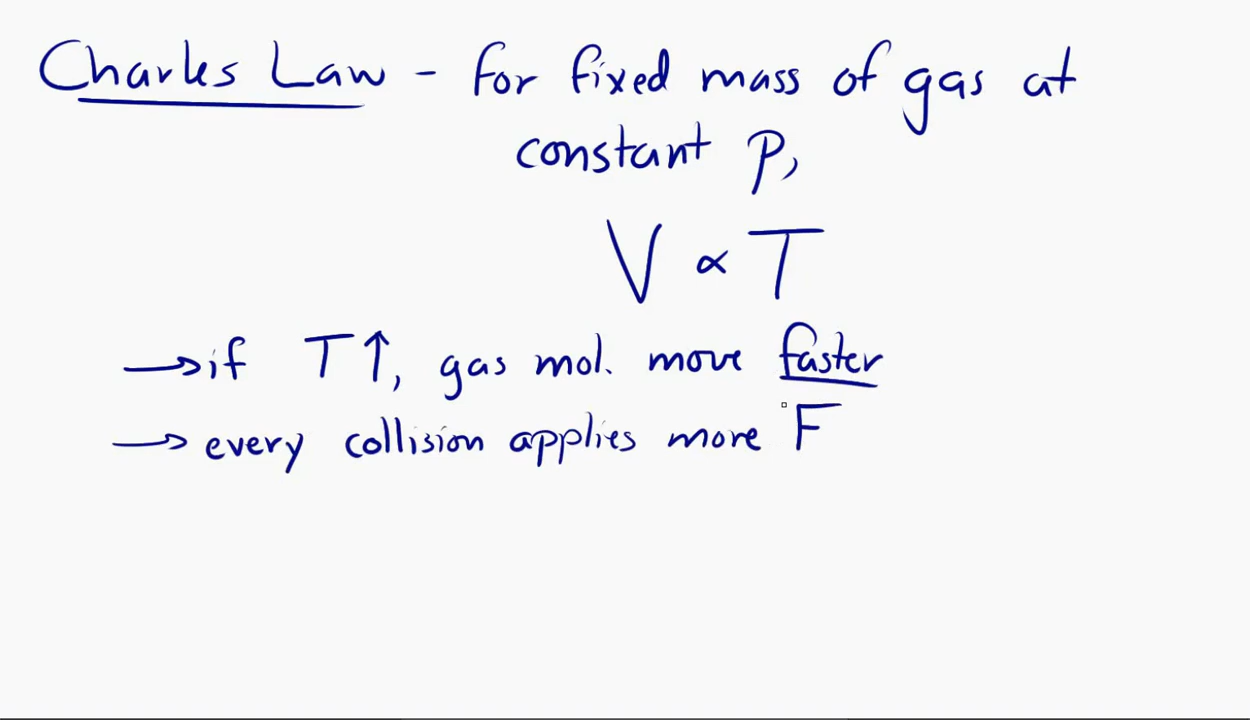 Charles Law - for fixed mass of gas at
constant P,
V ∝ T
→ if T↑, gas mol. move faster
→ every collision applies more F